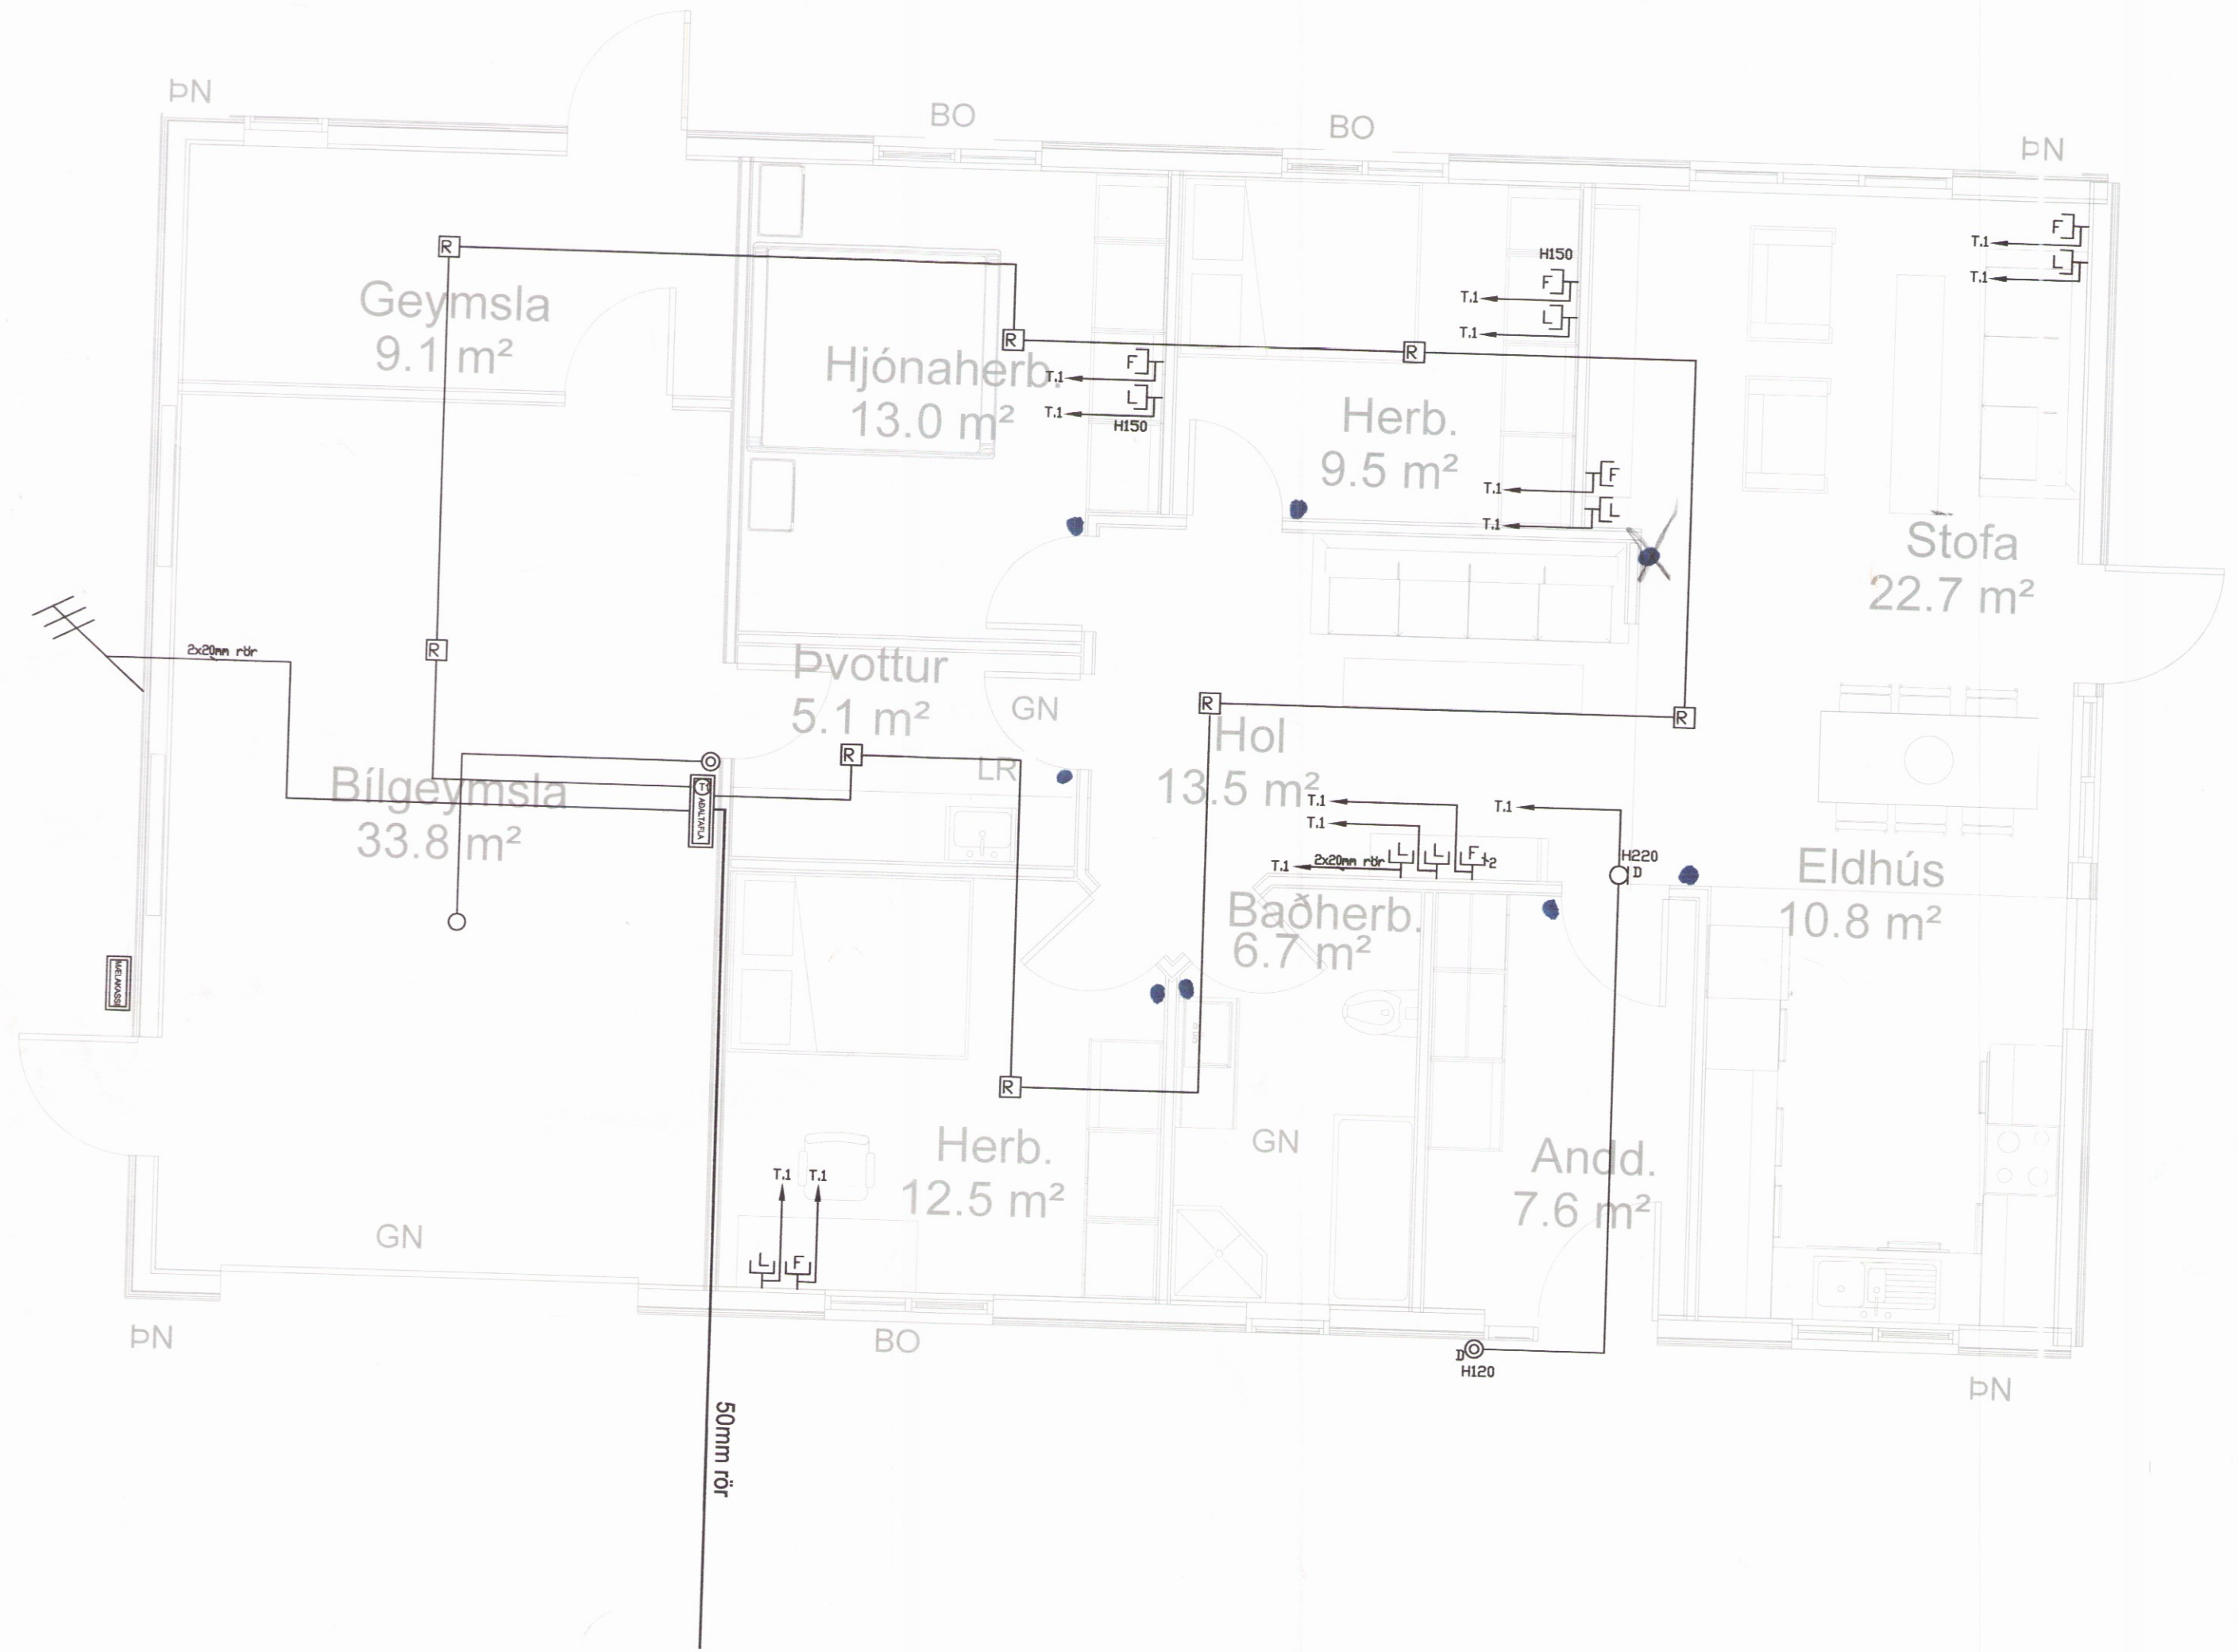 ÞN
BO
BO
ÞN
R
Geymsla
9.1 m²
R
Hjónaherb.
13.0 m²
F
T.1
L
T.1
H150
R
Herb.
9.5 m²
H150
F
T.1
L
T.1
F
T.1
L
T.1
F
T.1
L
T.1
Stofa
22.7 m²
2x20mm rör
R
Þvottur
5.1 m²
GN
LR
R
R
Hol
13.5 m²
R
Bílgeymsla
33.8 m²
T
AÐALTAFLA
T.1
T.1
T.1
2x20mm rör
L
L
F
+2
T.1
H220
D
Eldhús
10.8 m²
Baðherb.
6.7 m²
MÆLAKASSI
R
Herb.
12.5 m²
T.1
T.1
L
F
GN
Andd.
7.6 m²
GN
ÞN
BO
D
H120
ÞN
50mm rör